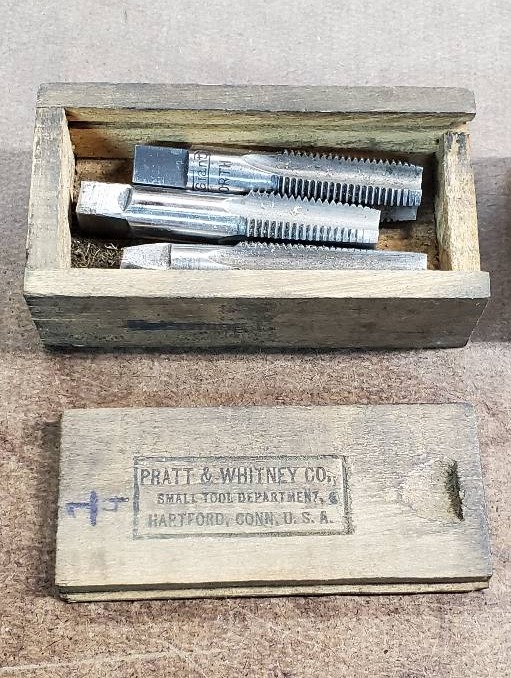 PRATT & WHITNEY CO.,
SMALL TOOL DEPARTMENT,
HARTFORD, CONN. U. S. A.